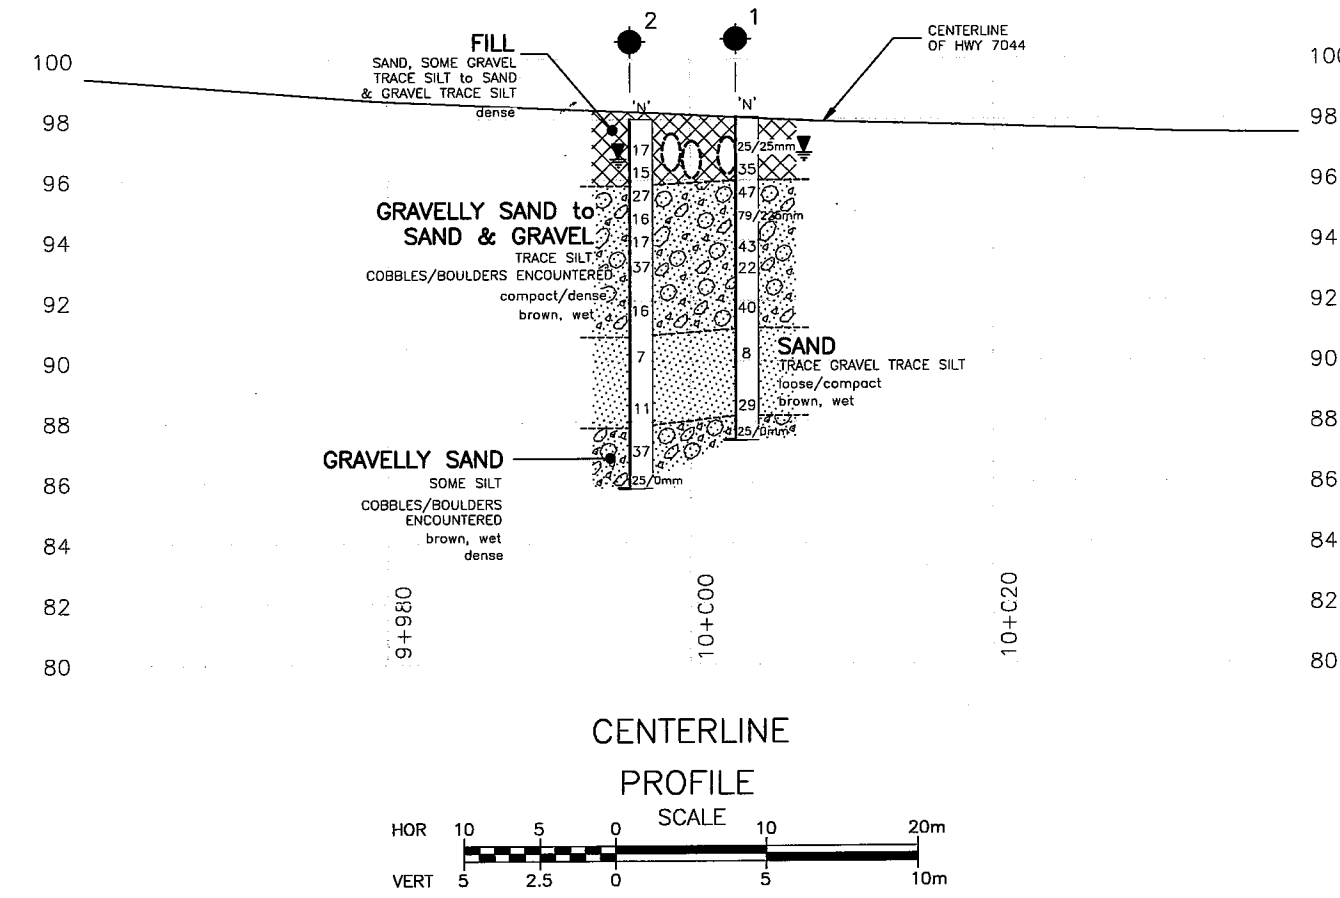 2
1
FILL
SAND, SOME GRAVEL
TRACE SILT to SAND
& GRAVEL TRACE SILT
dense
CENTERLINE
OF HWY 7044
100
98
96
94
92
90
88
86
84
82
80
'N'
17
15
27
16
17
37
16
7
11
37
25/0mm
'N'
25/25mm
35
47
79/225mm
43
22
40
8
29
25/0mm
GRAVELLY SAND to
SAND & GRAVEL
TRACE SILT
COBBLES/BOULDERS ENCOUNTERED
compact/dense
brown, wet
SAND
TRACE GRAVEL TRACE SILT
loose/compact
brown, wet
GRAVELLY SAND
SOME SILT
COBBLES/BOULDERS
ENCOUNTERED
brown, wet
dense
100
98
96
94
92
90
88
86
84
82
80
9+980
10+C00
10+C20
CENTERLINE
PROFILE
SCALE
HOR 10 5 0 10 20m
VERT 5 2.5 0 5 10m